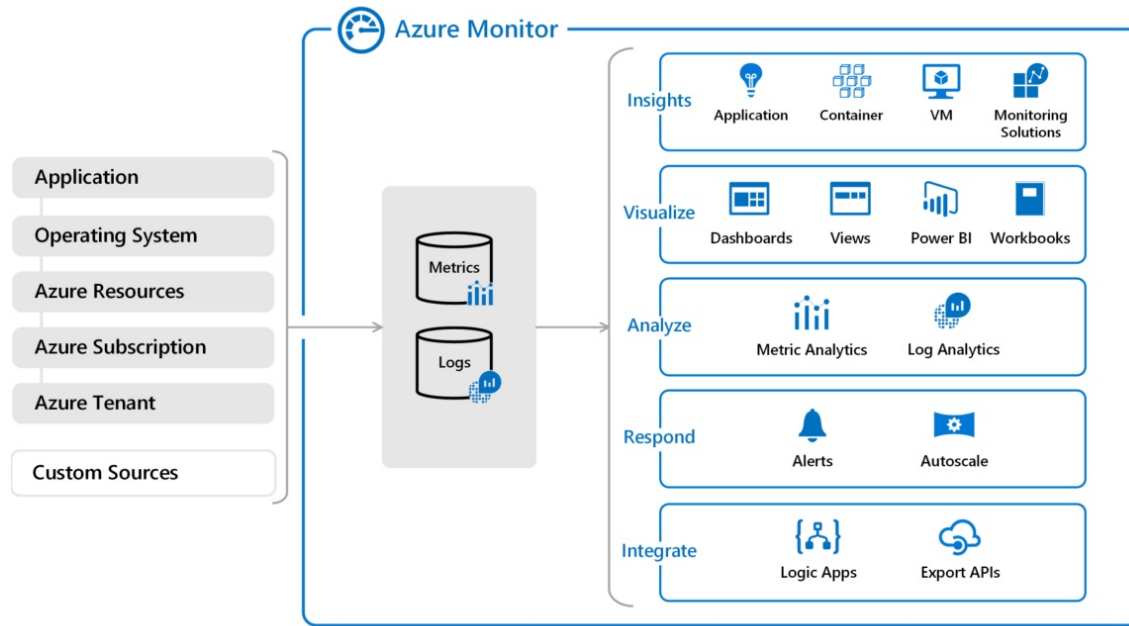 Azure Monitor
Application
Operating System
Azure Resources
Azure Subscription
Azure Tenant
Custom Sources
Metrics
Logs
Insights
Application
Container
VM
Monitoring
Solutions
Visualize
Dashboards
Views
Power BI
Workbooks
Analyze
Metric Analytics
Log Analytics
Respond
Alerts
Autoscale
Integrate
Logic Apps
Export APIs